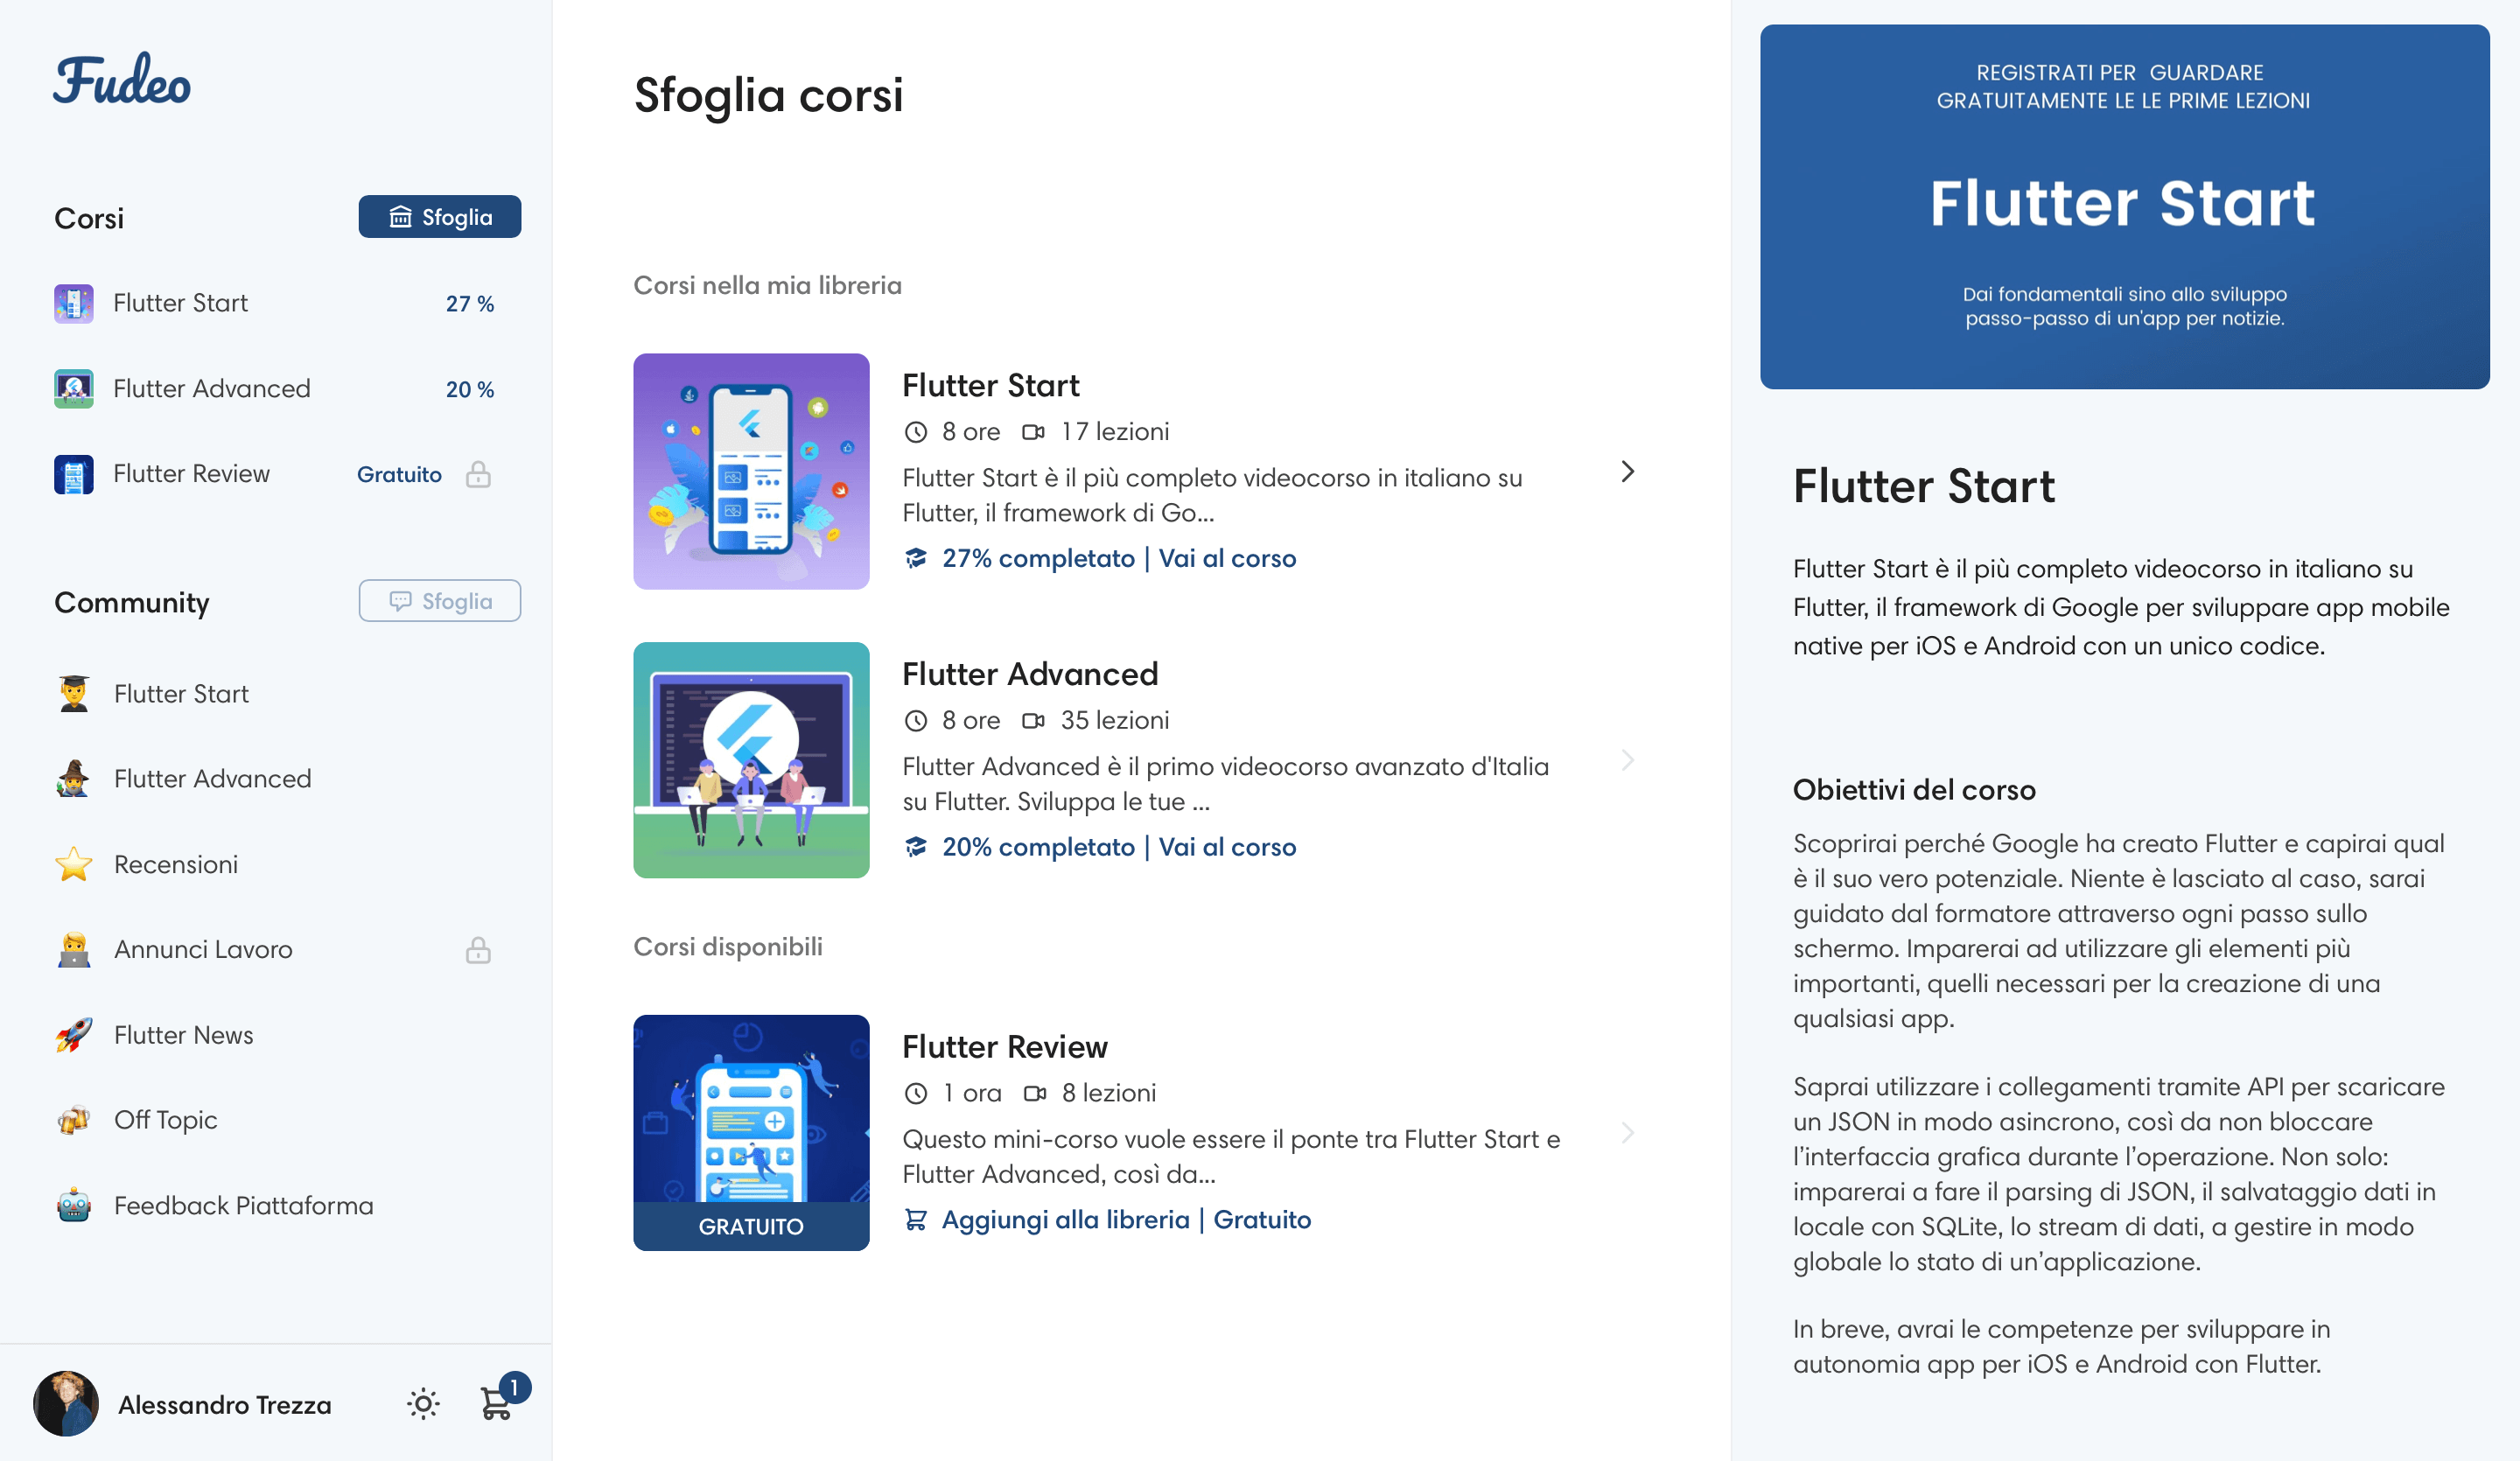 Fudeo
Corsi
Sfoglia
Flutter Start
27 %
Flutter Advanced
20 %
Flutter Review
Gratuito
Community
Sfoglia
Flutter Start
Flutter Advanced
Recensioni
Annunci Lavoro
Flutter News
Off Topic
Feedback Piattaforma
Alessandro Trezza
1
Sfoglia corsi
Corsi nella mia libreria
Flutter Start
8 ore 17 lezioni
Flutter Start è il più completo videocorso in italiano su
Flutter, il framework di Go...
27% completato | Vai al corso
Flutter Advanced
8 ore 35 lezioni
Flutter Advanced è il primo videocorso avanzato d'Italia
su Flutter. Sviluppa le tue ...
20% completato | Vai al corso
Corsi disponibili
GRATUITO
Flutter Review
1 ora 8 lezioni
Questo mini-corso vuole essere il ponte tra Flutter Start e
Flutter Advanced, così da...
Aggiungi alla libreria | Gratuito
REGISTRATI PER GUARDARE
GRATUITAMENTE LE LE PRIME LEZIONI
Flutter Start
Dai fondamentali sino allo sviluppo
passo-passo di un'app per notizie.
Flutter Start
Flutter Start è il più completo videocorso in italiano su
Flutter, il framework di Google per sviluppare app mobile
native per iOS e Android con un unico codice.
Obiettivi del corso
Scoprirai perché Google ha creato Flutter e capirai qual
è il suo vero potenziale. Niente è lasciato al caso, sarai
guidato dal formatore attraverso ogni passo sullo
schermo. Imparerai ad utilizzare gli elementi più
importanti, quelli necessari per la creazione di una
qualsiasi app.
Saprai utilizzare i collegamenti tramite API per scaricare
un JSON in modo asincrono, così da non bloccare
l’interfaccia grafica durante l’operazione. Non solo:
imparerai a fare il parsing di JSON, il salvataggio dati in
locale con SQLite, lo stream di dati, a gestire in modo
globale lo stato di un’applicazione.
In breve, avrai le competenze per sviluppare in
autonomia app per iOS e Android con Flutter.